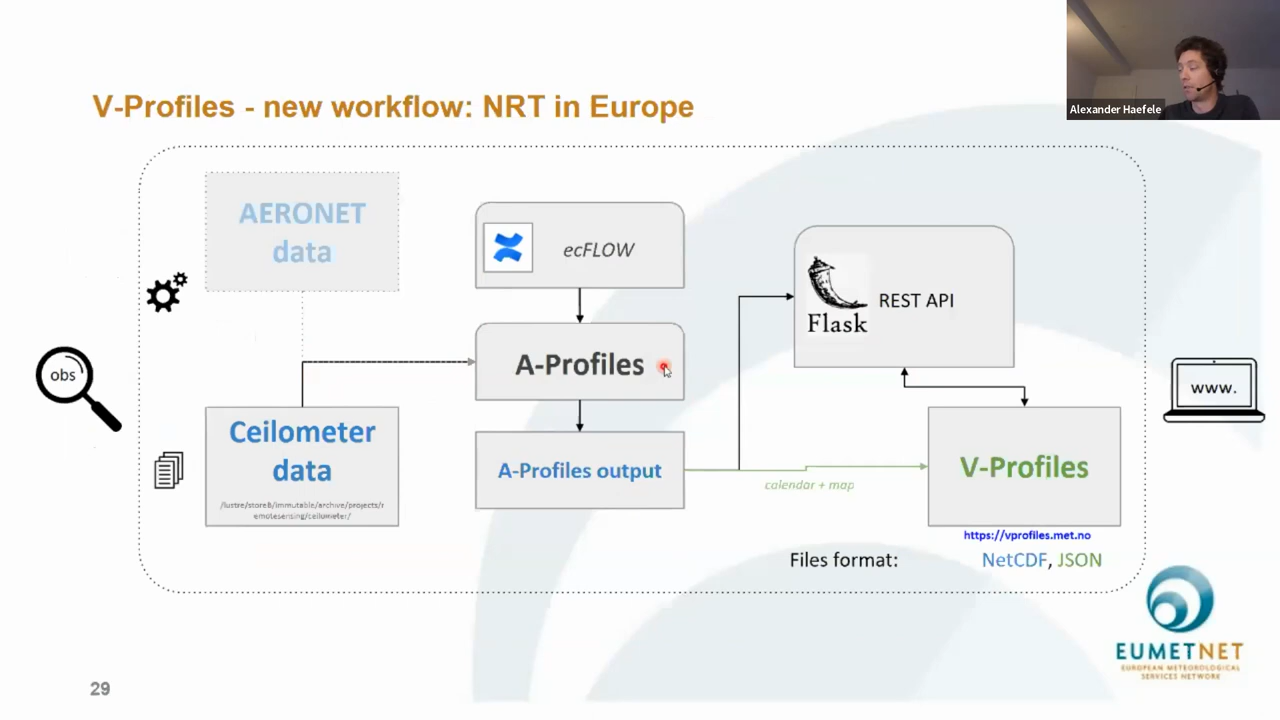 Alexander Haefele
V-Profiles - new workflow: NRT in Europe
AERONET
data
ecFLOW
Flask
REST API
A-Profiles
obs
www.
Ceilometer
data
/lustre/storeB/immutable/archive/projects/r
emotesensing/ceilometer/
A-Profiles output
calendar + map
V-Profiles
https://vprofiles.met.no
Files format:
NetCDF, JSON
EUMETNET
EUROPEAN METEOROLOGICAL
SERVICES NETWORK
29